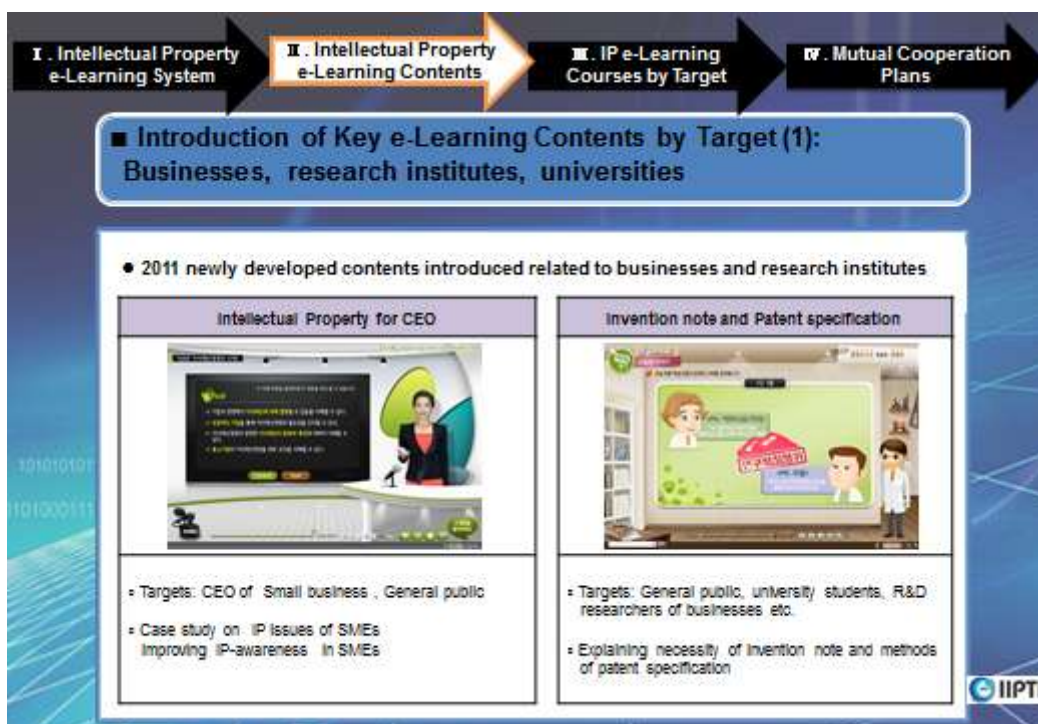 Ⅰ. Intellectual Property
e-Learning System
Ⅱ. Intellectual Property
e-Learning Contents
Ⅲ. IP e-Learning
Courses by Target
Ⅳ. Mutual Cooperation
Plans
■ Introduction of Key e-Learning Contents by Target (1):
Businesses, research institutes, universities
● 2011 newly developed contents introduced related to businesses and research institutes
Intellectual Property for CEO
Invention note and Patent specification
▫ Targets: CEO of Small business , General public
▫ Case study on IP issues of SMEs
Improving IP-awareness in SMEs
▫ Targets: General public, university students, R&D
researchers of businesses etc.
▫ Explaining necessity of invention note and methods
of patent specification
101010101
1101000111
IIPTI